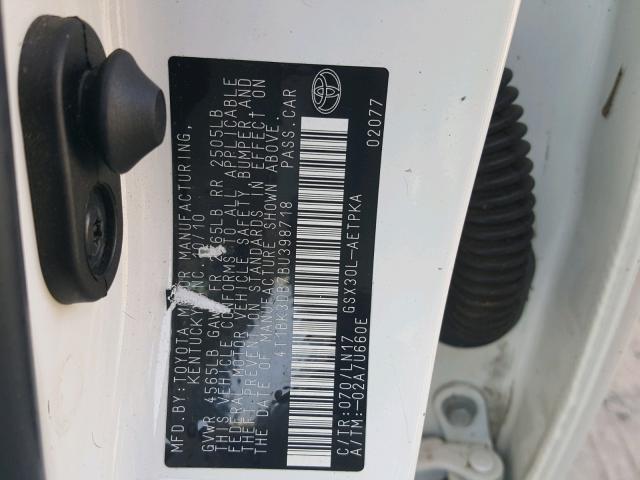 MFD.BY:TOYOTA MOTOR MANUFACTURING,
KENTUCKY, INC. 10
GVWR 4565LB GAWR FR 2665LB RR 2505LB
THIS VEHICLE CONFORMS TO ALL APPLICABLE
FEDERAL MOTOR VEHICLE SAFETY, BUMPER AND
THEFT PREVENTION STANDARDS IN EFFECT ON
THE DATE OF MANUFACTURE SHOWN ABOVE.
4T1BK3DB7BU398718 PASS.CAR
C/TR:070/LN17 GSX30L-AETPKA
A/TM:-02A7U660E 02077